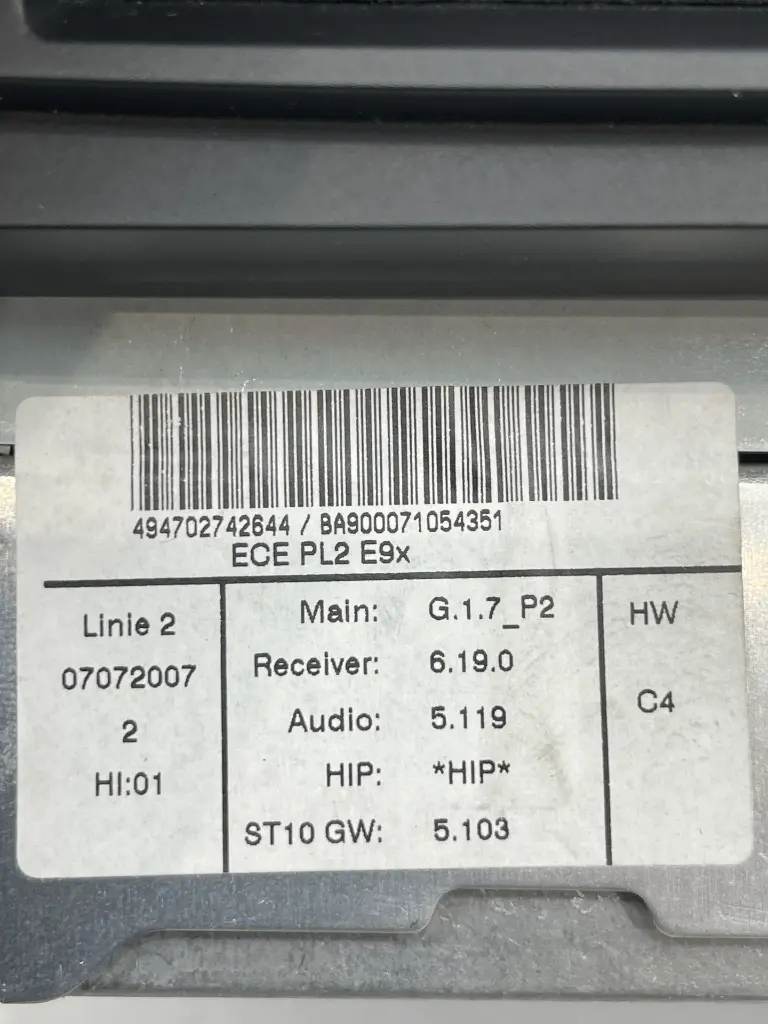 494702742644 / BA900071054351
ECE PL2 E9x
Linie 2
07072007
2
HI:01
Main: G.1.7_P2
Receiver: 6.19.0
Audio: 5.119
HIP: *HIP*
ST10 GW: 5.103
HW
C4